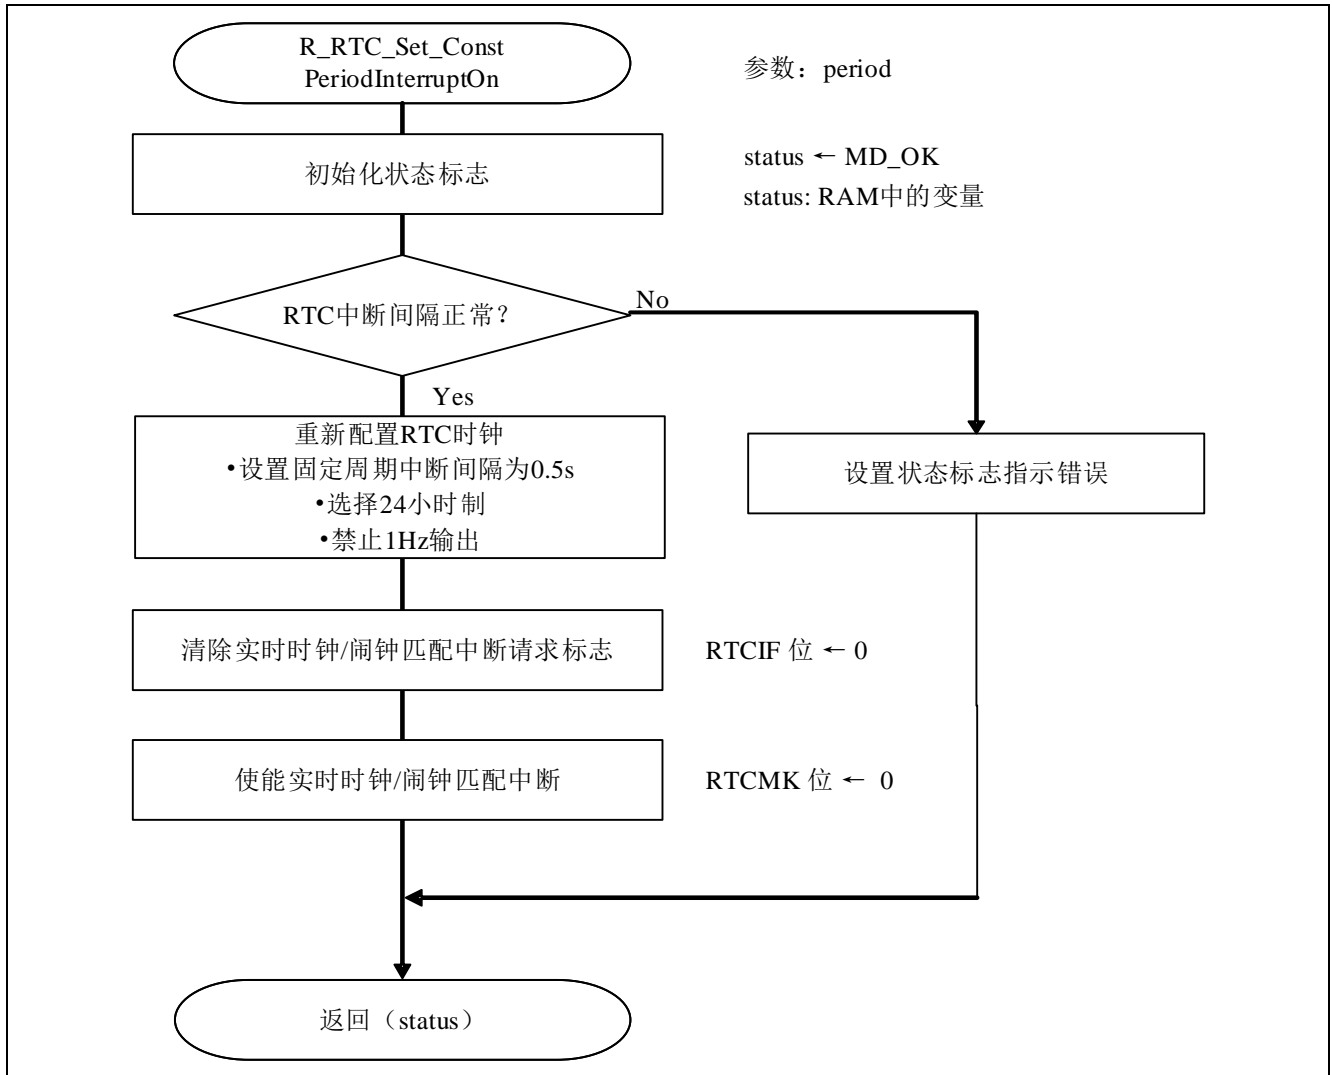 R_RTC_Set_Const
PeriodInterruptOn
参数：period
初始化状态标志
status ← MD_OK
status: RAM中的变量
RTC中断间隔正常？
No
Yes
重新配置RTC时钟
•设置固定周期中断间隔为0.5s
•选择24小时制
•禁止1Hz输出
设置状态标志指示错误
清除实时时钟/闹钟匹配中断请求标志
RTCIF 位 ← 0
使能实时时钟/闹钟匹配中断
RTCMK 位 ← 0
返回（status）